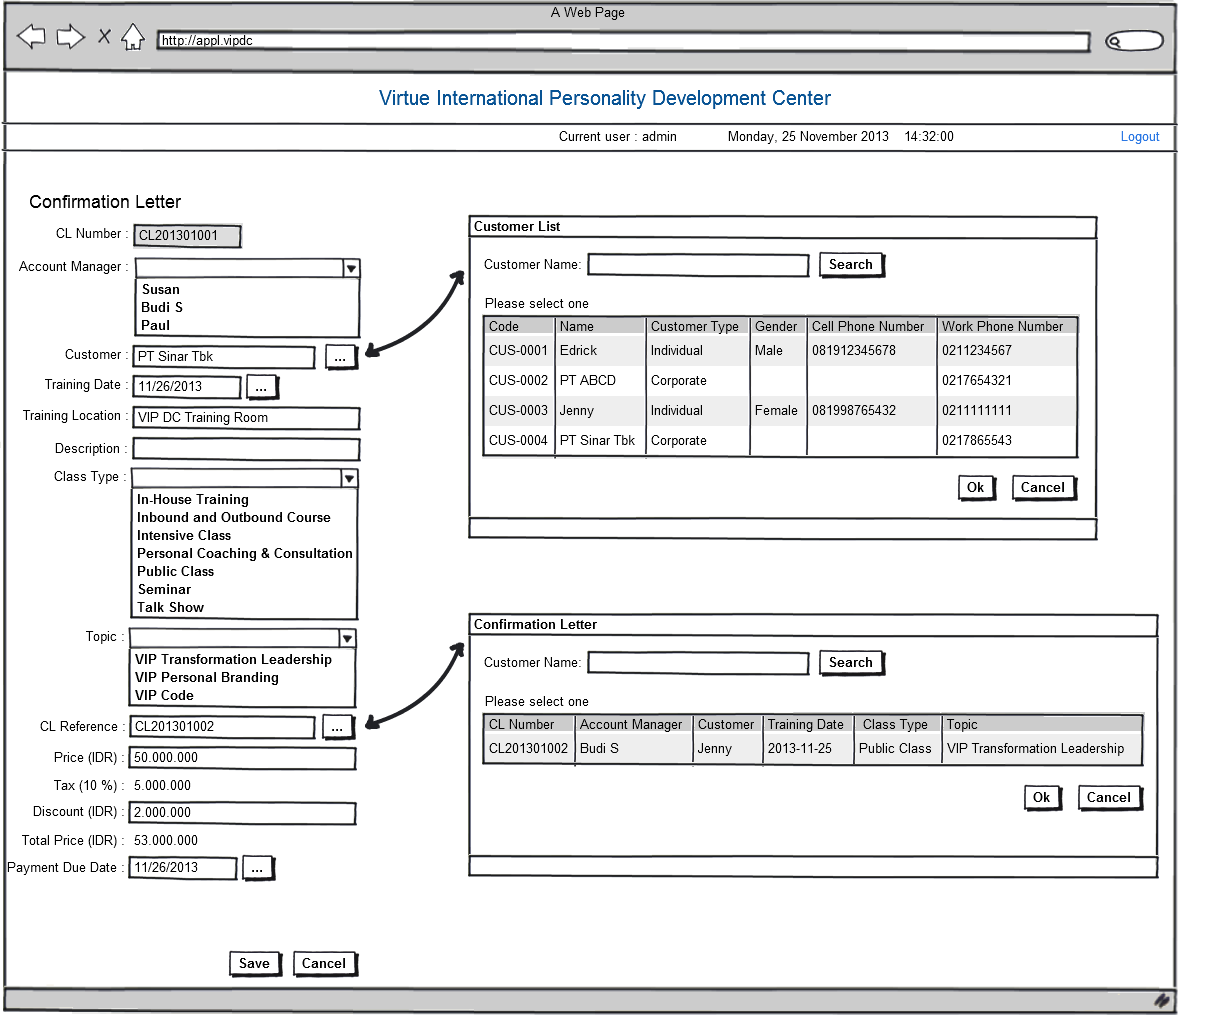 A Web Page
http://appl.vipdc
Virtue International Personality Development Center
Current user : admin Monday, 25 November 2013 14:32:00 Logout
Confirmation Letter
CL Number : CL201301001
Account Manager :
Susan
Budi S
Paul
Customer : PT Sinar Tbk ...
Training Date : 11/26/2013 ...
Training Location : VIP DC Training Room
Description :
Class Type :
In-House Training
Inbound and Outbound Course
Intensive Class
Personal Coaching & Consultation
Public Class
Seminar
Talk Show
Topic :
VIP Transformation Leadership
VIP Personal Branding
VIP Code
CL Reference : CL201301002 ...
Price (IDR) : 50.000.000
Tax (10 %) : 5.000.000
Discount (IDR) : 2.000.000
Total Price (IDR) : 53.000.000
Payment Due Date : 11/26/2013 ...
Save Cancel
Customer List
Customer Name: Search
Please select one
Code Name Customer Type Gender Cell Phone Number Work Phone Number
CUS-0001 Edrick Individual Male 081912345678 0211234567
CUS-0002 PT ABCD Corporate 0217654321
CUS-0003 Jenny Individual Female 081998765432 0211111111
CUS-0004 PT Sinar Tbk Corporate 0217865543
Ok Cancel
Confirmation Letter
Customer Name: Search
Please select one
CL Number Account Manager Customer Training Date Class Type Topic
CL201301002 Budi S Jenny 2013-11-25 Public Class VIP Transformation Leadership
Ok Cancel